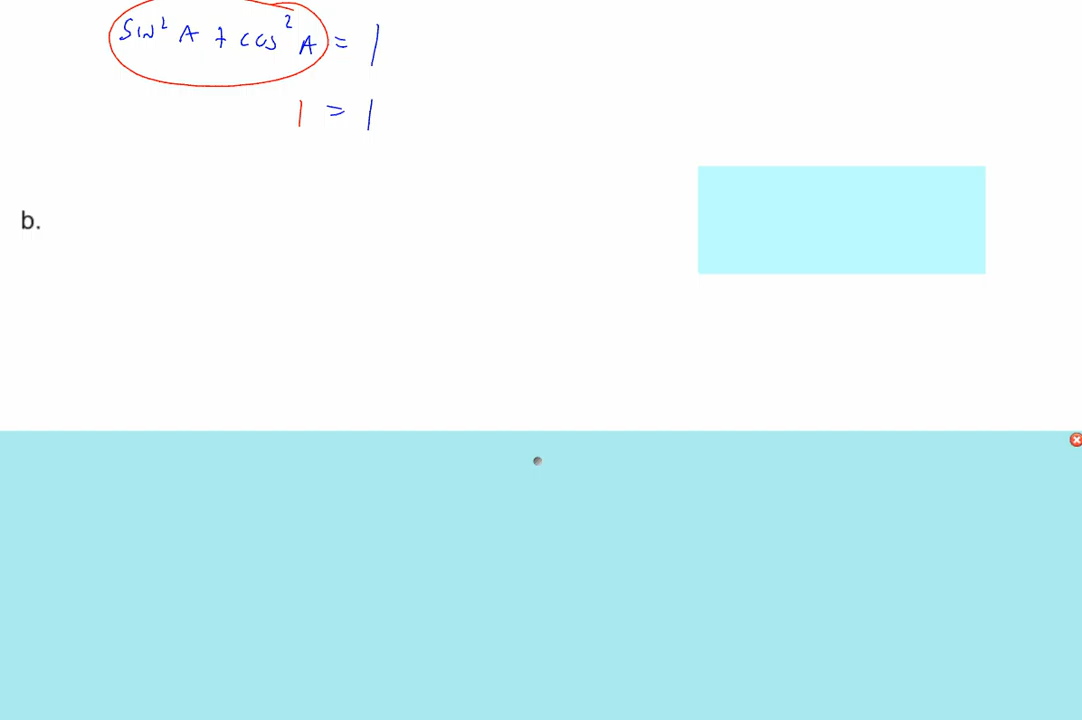 sin² A + cos² A = 1
1 = 1
b.